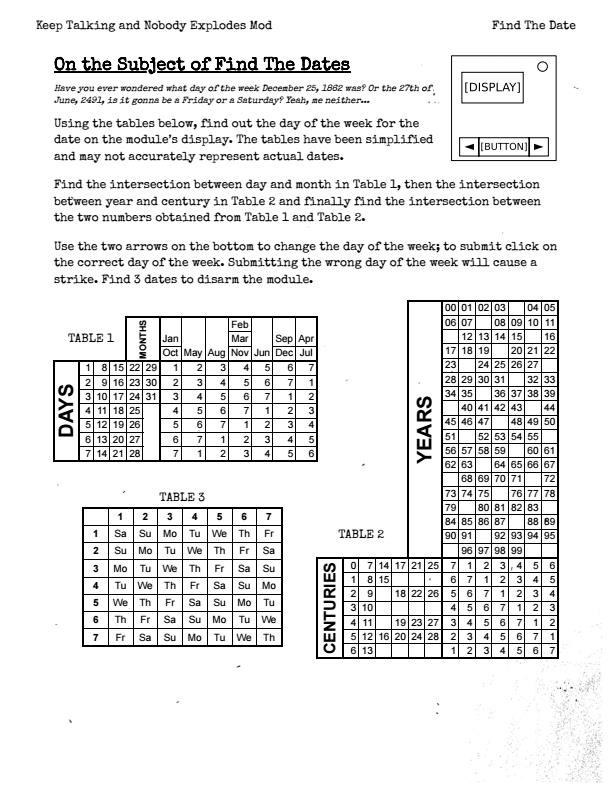 Keep Talking and Nobody Explodes Mod
Find The Date
On the Subject of Find The Dates
Have you ever wondered what day of the week December 25, 1862 was? Or the 27th of
June, 2491, is it gonna be a Friday or a Saturday? Yeah, me neither...
[DISPLAY]
◄ [BUTTON] ►
Using the tables below, find out the day of the week for the
date on the module's display. The tables have been simplified
and may not accurately represent actual dates.
Find the intersection between day and month in Table 1, then the intersection
between year and century in Table 2 and finally find the intersection between
the two numbers obtained from Table 1 and Table 2.
Use the two arrows on the bottom to change the day of the week; to submit click on
the correct day of the week. Submitting the wrong day of the week will cause a
strike. Find 3 dates to disarm the module.
TABLE 1
MONTHS
Feb
Jan Mar Sep Apr
Oct May Aug Nov Jun Dec Jul
DAYS
1 8 15 22 29 1 2 3 4 5 6 7
2 9 16 23 30 2 3 4 5 6 7 1
3 10 17 24 31 3 4 5 6 7 1 2
4 11 18 25 4 5 6 7 1 2 3
5 12 19 26 5 6 7 1 2 3 4
6 13 20 27 6 7 1 2 3 4 5
7 14 21 28 7 1 2 3 4 5 6
TABLE 3
1 2 3 4 5 6 7
1 Sa Su Mo Tu We Th Fr
2 Su Mo Tu We Th Fr Sa
3 Mo Tu We Th Fr Sa Su
4 Tu We Th Fr Sa Su Mo
5 We Th Fr Sa Su Mo Tu
6 Th Fr Sa Su Mo Tu We
7 Fr Sa Su Mo Tu We Th
TABLE 2
YEARS
00 01 02 03 04 05
06 07 08 09 10 11
12 13 14 15 16
17 18 19 20 21 22
23 24 25 26 27
28 29 30 31 32 33
34 35 36 37 38 39
40 41 42 43 44
45 46 47 48 49 50
51 52 53 54 55
56 57 58 59 60 61
62 63 64 65 66 67
68 69 70 71 72
73 74 75 76 77 78
79 80 81 82 83
84 85 86 87 88 89
90 91 92 93 94 95
96 97 98 99
CENTURIES
0 7 14 17 21 25 7 1 2 3 4 5 6
1 8 15 6 7 1 2 3 4 5
2 9 18 22 26 5 6 7 1 2 3 4
3 10 4 5 6 7 1 2 3
4 11 19 23 27 3 4 5 6 7 1 2
5 12 16 20 24 28 2 3 4 5 6 7 1
6 13 1 2 3 4 5 6 7